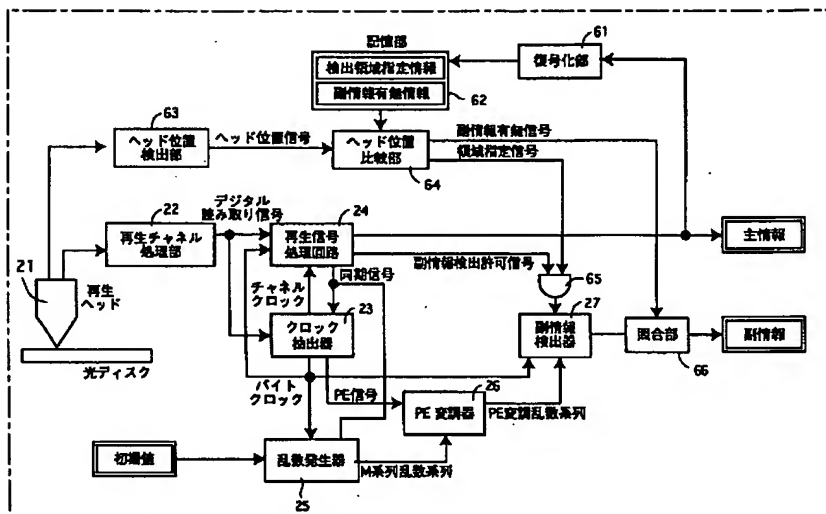 記憶部
検出領域指定情報
副情報有無情報
62
61
復号化部
63
ヘッド位置
検出部
ヘッド位置信号
ヘッド位置
比較部
64
副情報有無信号
領域指定信号
22
再生チャネル
処理部
デジタル
読み取り信号
24
再生信号
処理回路
主情報
副情報検出許可信号
65
21
再生
ヘッド
光ディスク
チャネル
クロック
同期信号
23
クロック
抽出器
27
副情報
検出器
照合部
66
副情報
バイト
クロック
PE信号
26
PE変調器
PE変調乱数系列
初期値
乱数発生器
25
M系列乱数系列